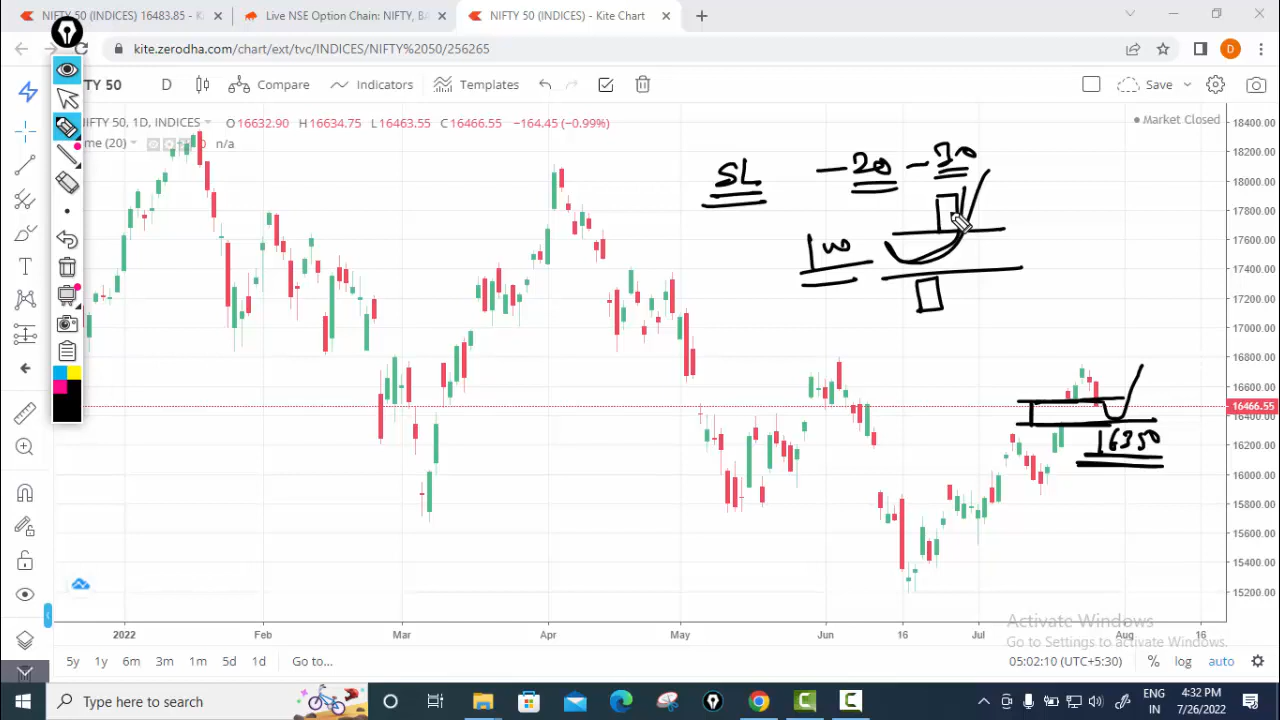 NIFTY 50 (INDICES) 16483.85 - K
Live NSE Option Chain: NIFTY, BA
NIFTY 50 (INDICES) - Kite Chart
kite.zerodha.com/chart/ext/tvc/INDICES/NIFTY%2050/256265
D
TY 50
D
Compare
Indicators
Templates
Save
NIFTY 50, 1D, INDICES
O16632.90 H16634.75 L16463.55 C16466.55 −164.45 (−0.99%)
me (20)
0 n/a
Market Closed
SL
-20 -30
100
16350
18400.00
18200.00
18000.00
17800.00
17600.00
17400.00
17200.00
17000.00
16800.00
16600.00
16466.55
16400.00
16200.00
16000.00
15800.00
15600.00
15400.00
15200.00
2022 Feb Mar Apr May Jun 16 Jul Aug 16
Activate Windows
Go to Settings to activate Windows.
5y 1y 6m 3m 1m 5d 1d Go to...
05:02:10 (UTC+5:30) % log auto
Type here to search
ENG
IN
4:32 PM
7/26/2022